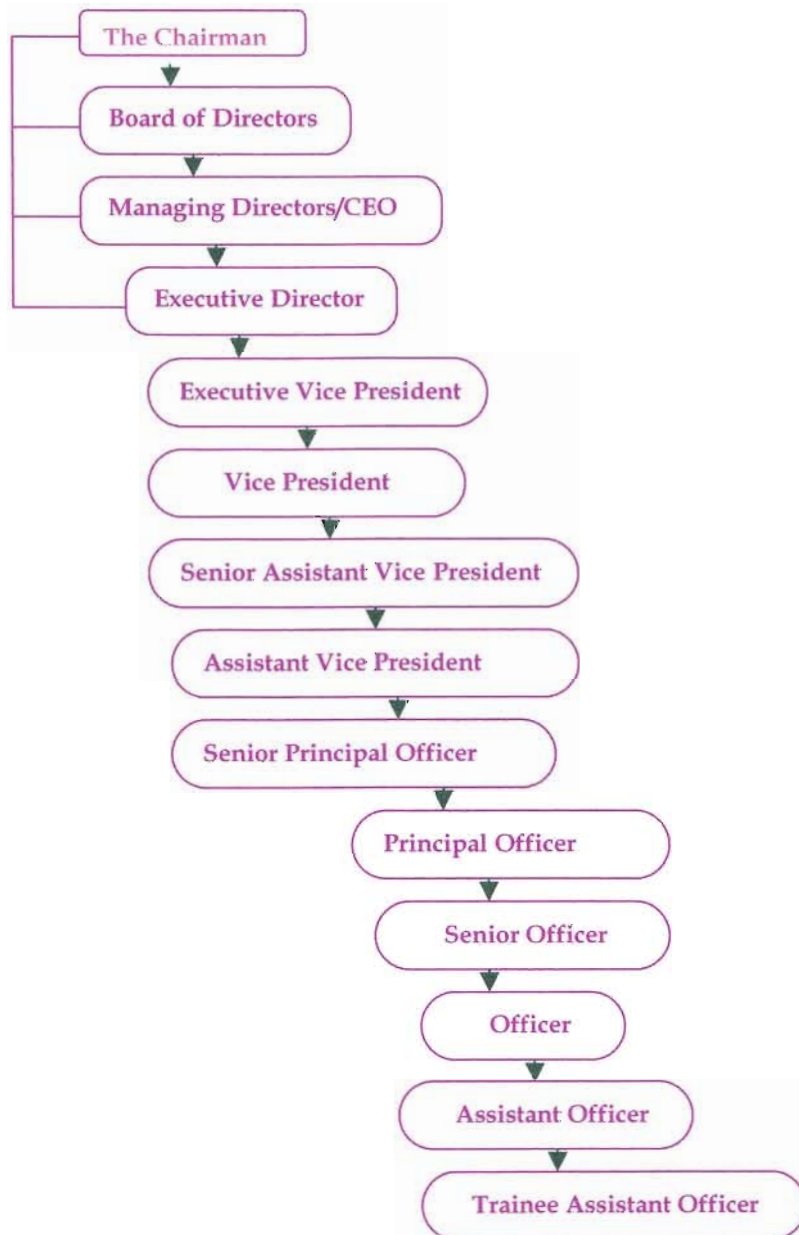 The Chairman
Board of Directors
Managing Directors/CEO
Executive Director
Executive Vice President
Vice President
Senior Assistant Vice President
Assistant Vice President
Senior Principal Officer
Principal Officer
Senior Officer
Officer
Assistant Officer
Trainee Assistant Officer